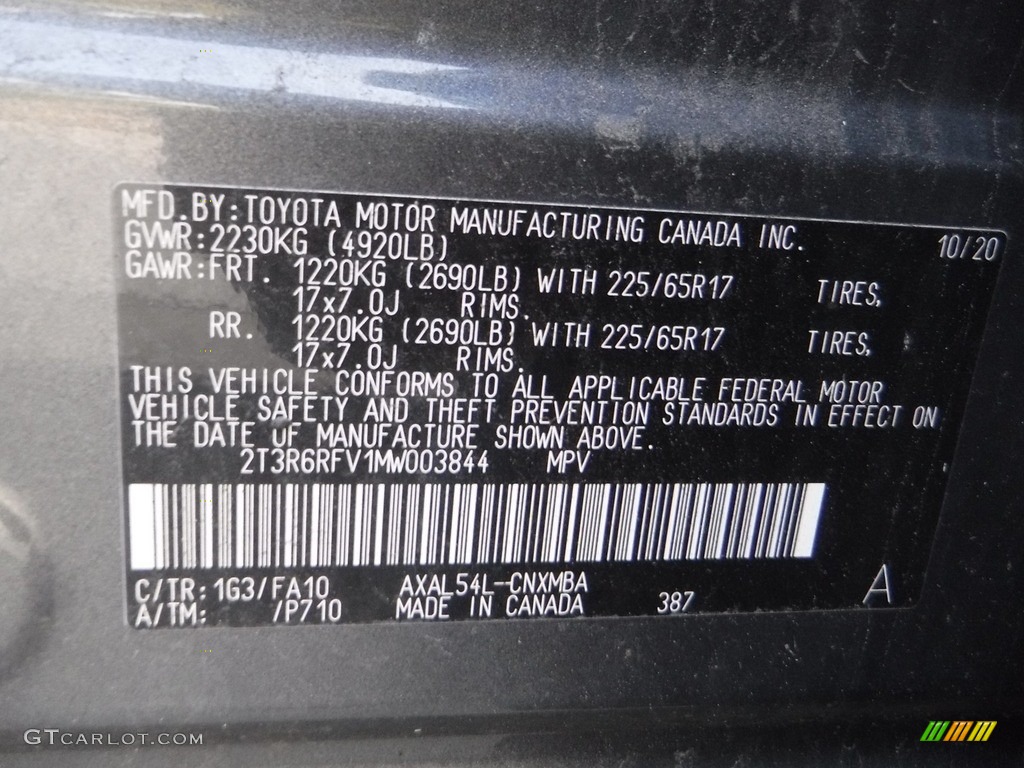 MFD.BY:TOYOTA MOTOR MANUFACTURING CANADA INC. 10/20
GVWR:2230KG (4920LB)
GAWR:FRT. 1220KG (2690LB) WITH 225/65R17 TIRES,
17x7.0J RIMS.
RR. 1220KG (2690LB) WITH 225/65R17 TIRES,
17x7.0J RIMS.
THIS VEHICLE CONFORMS TO ALL APPLICABLE FEDERAL MOTOR
VEHICLE SAFETY AND THEFT PREVENTION STANDARDS IN EFFECT ON
THE DATE OF MANUFACTURE SHOWN ABOVE.
2T3R6RFV1MW003844 MPV
C/TR:1G3/FA10 AXAL54L-CNXMBA
A/TM: /P710 MADE IN CANADA 387 A
GTCARLOT.COM